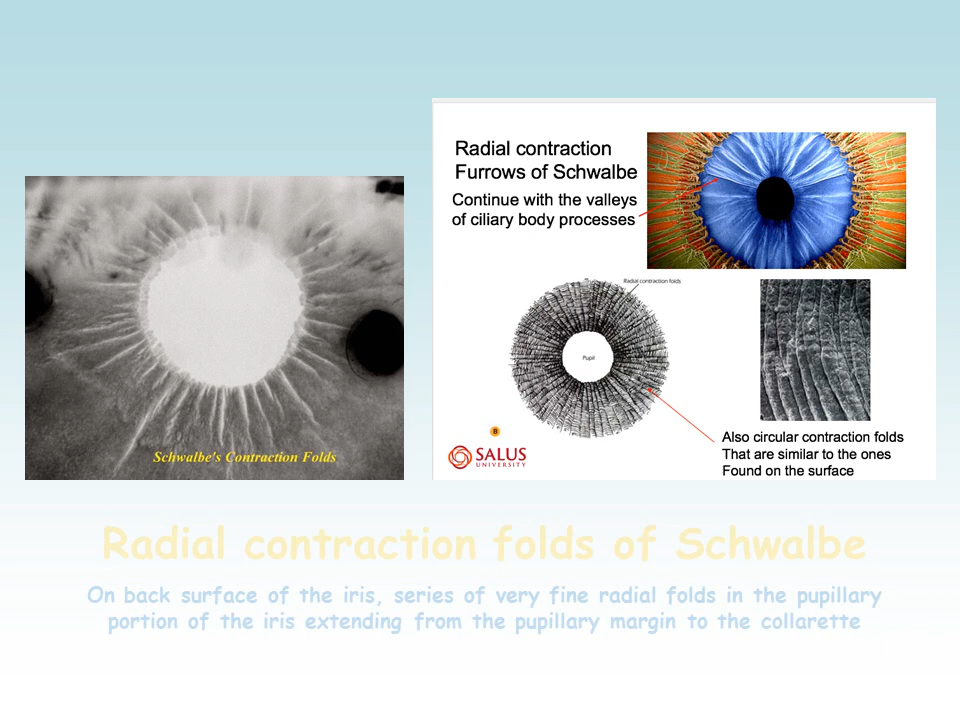 Schwalbe's Contraction Folds
Radial contraction
Furrows of Schwalbe
Continue with the valleys
of ciliary body processes
Radial contraction folds
Pupil
B
SALUS
UNIVERSITY
Also circular contraction folds
That are similar to the ones
Found on the surface
Radial contraction folds of Schwalbe
On back surface of the iris, series of very fine radial folds in the pupillary
portion of the iris extending from the pupillary margin to the collarette